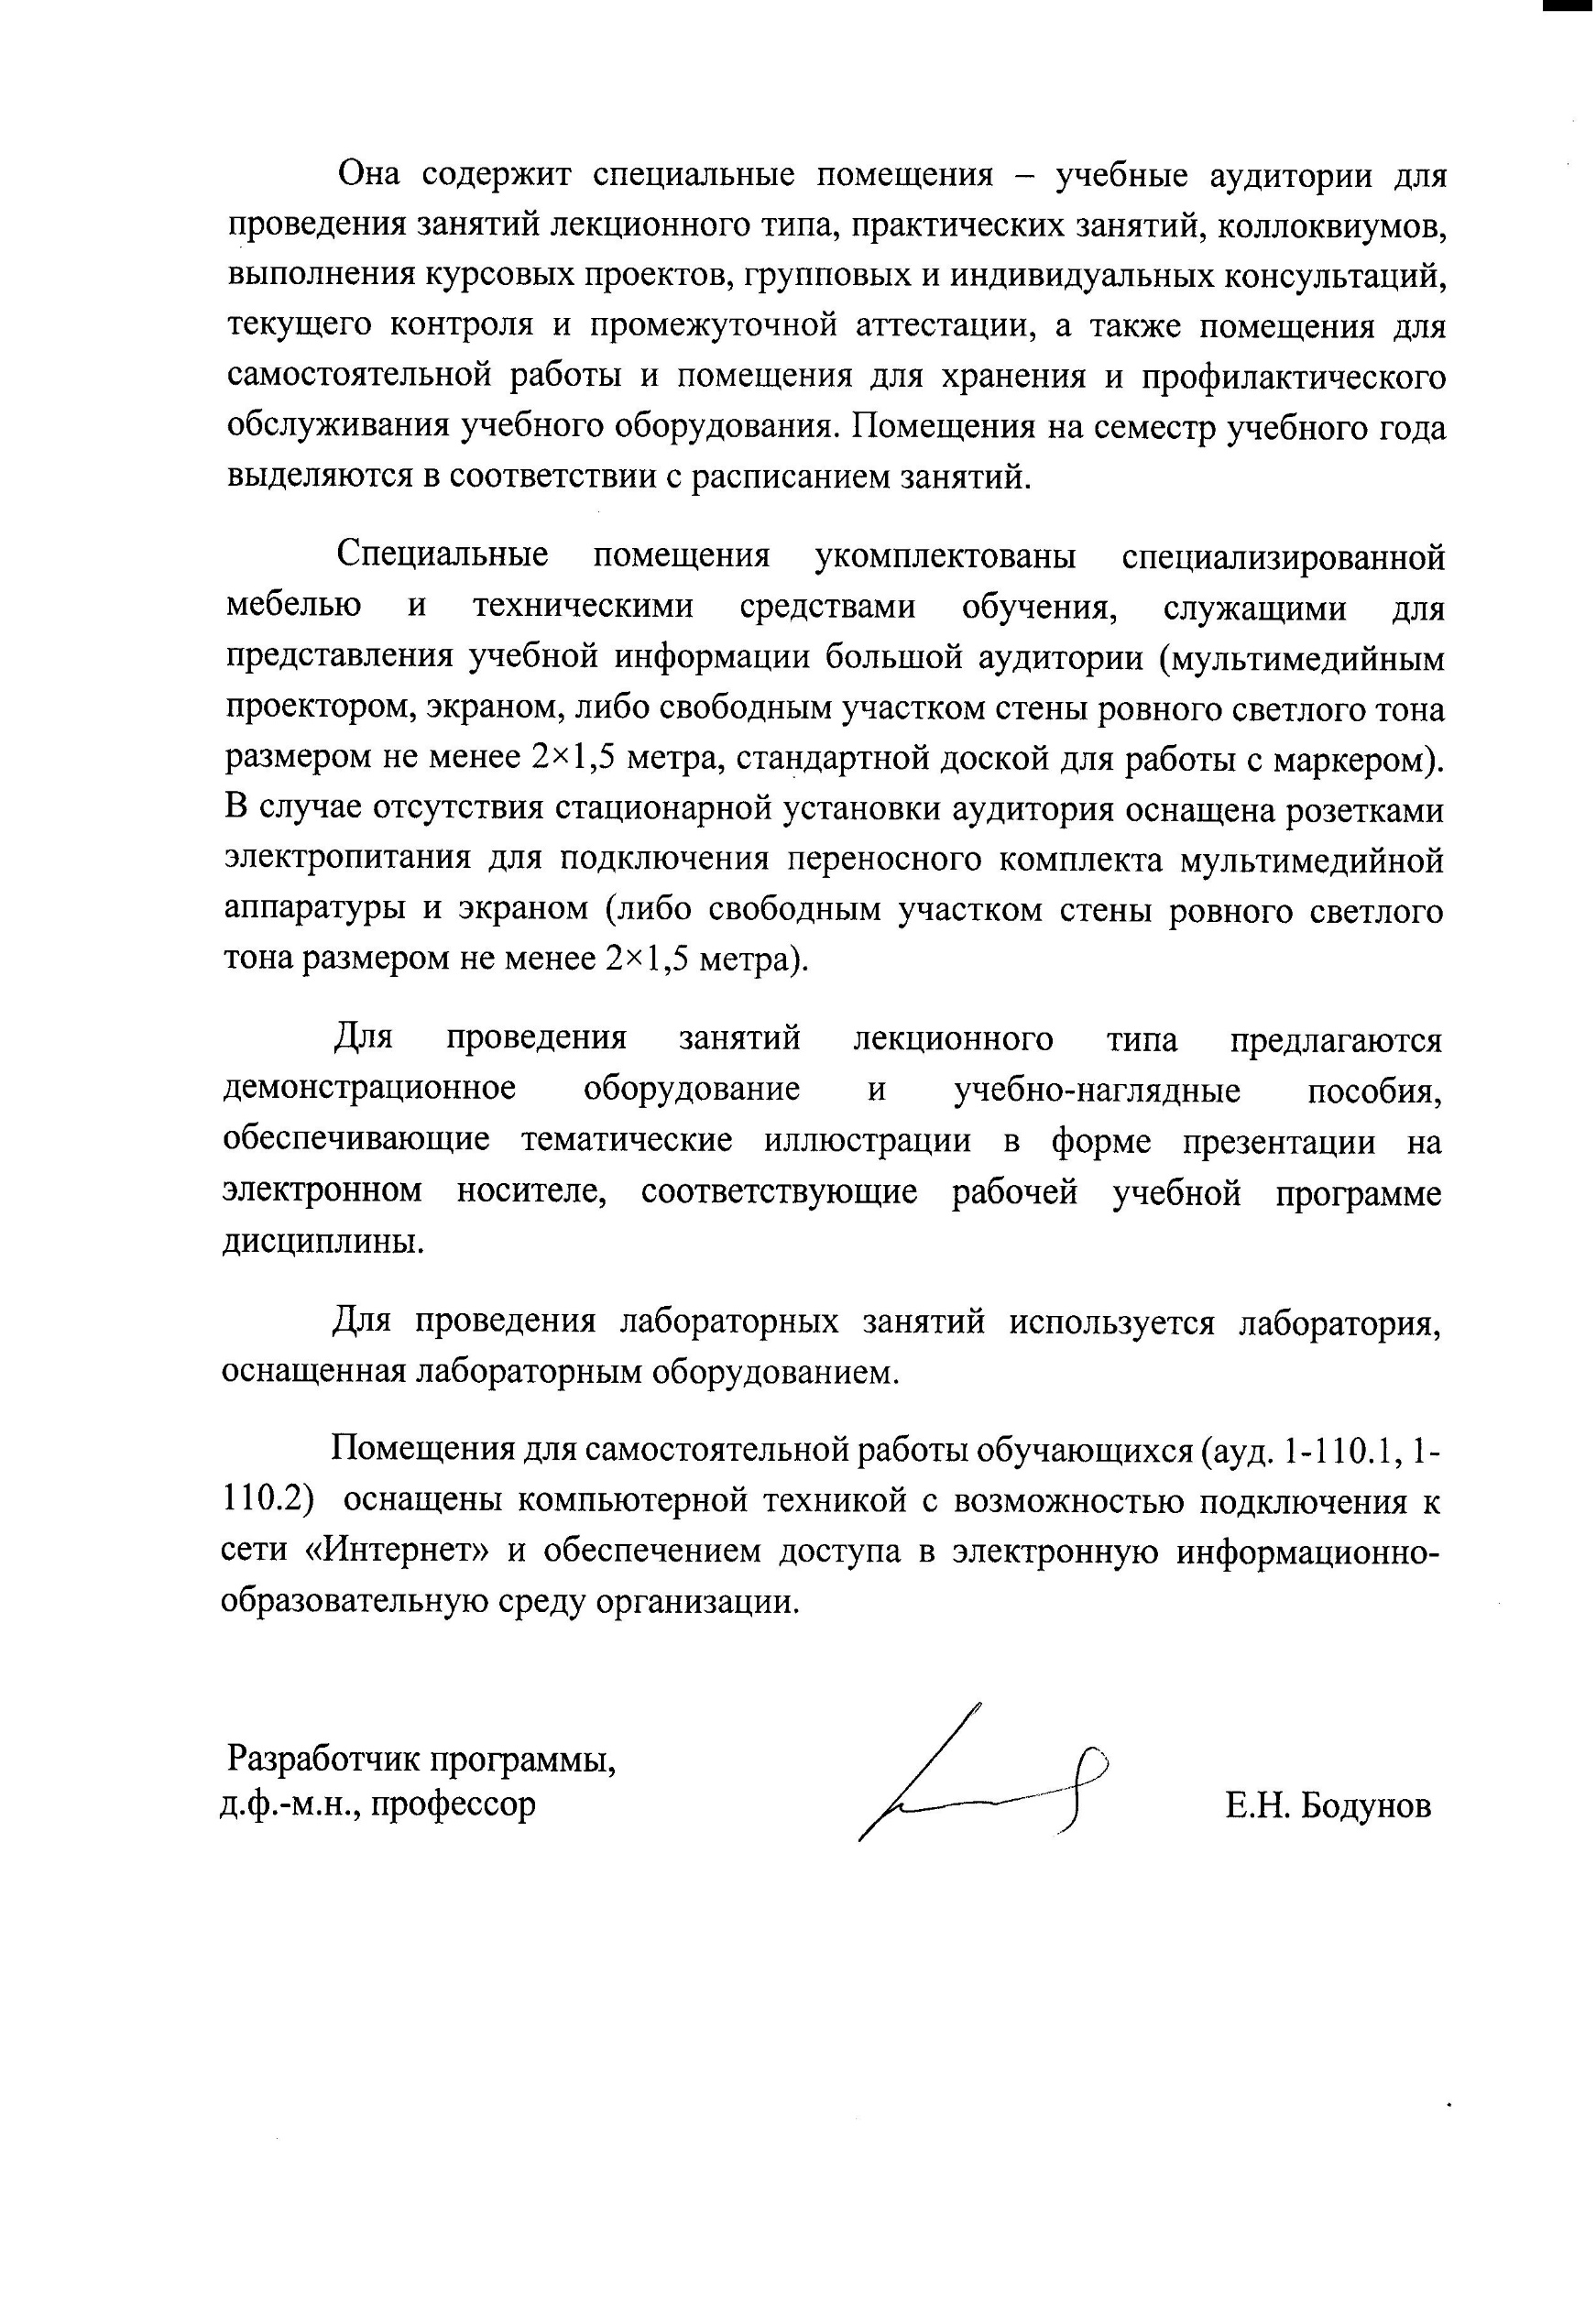 Она содержит специальные помещения – учебные аудитории для
проведения занятий лекционного типа, практических занятий, коллоквиумов,
выполнения курсовых проектов, групповых и индивидуальных консультаций,
текущего контроля и промежуточной аттестации, а также помещения для
самостоятельной работы и помещения для хранения и профилактического
обслуживания учебного оборудования. Помещения на семестр учебного года
выделяются в соответствии с расписанием занятий.
Специальные помещения укомплектованы специализированной
мебелью и техническими средствами обучения, служащими для
представления учебной информации большой аудитории (мультимедийным
проектором, экраном, либо свободным участком стены ровного светлого тона
размером не менее 2×1,5 метра, стандартной доской для работы с маркером).
В случае отсутствия стационарной установки аудитория оснащена розетками
электропитания для подключения переносного комплекта мультимедийной
аппаратуры и экраном (либо свободным участком стены ровного светлого
тона размером не менее 2×1,5 метра).
Для проведения занятий лекционного типа предлагаются
демонстрационное оборудование и учебно-наглядные пособия,
обеспечивающие тематические иллюстрации в форме презентации на
электронном носителе, соответствующие рабочей учебной программе
дисциплины.
Для проведения лабораторных занятий используется лаборатория,
оснащенная лабораторным оборудованием.
Помещения для самостоятельной работы обучающихся (ауд. 1-110.1, 1-
110.2) оснащены компьютерной техникой с возможностью подключения к
сети «Интернет» и обеспечением доступа в электронную информационно-
образовательную среду организации.
Разработчик программы,
д.ф.-м.н., профессор Е.Н. Бодунов